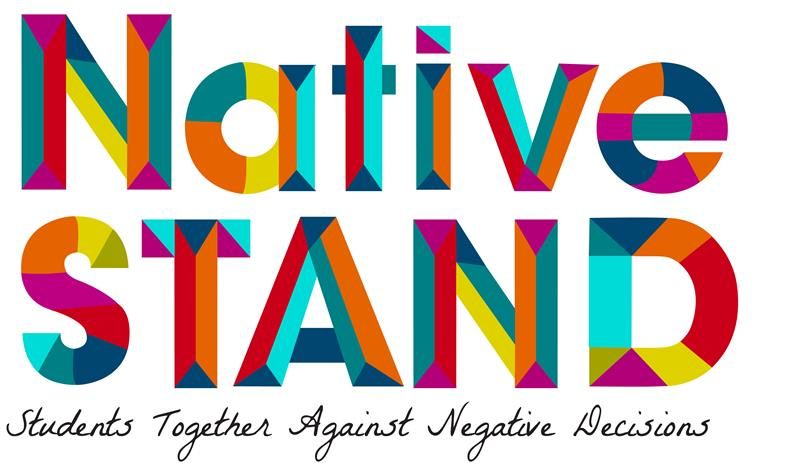 Native
STAND
Students Together Against Negative Decisions